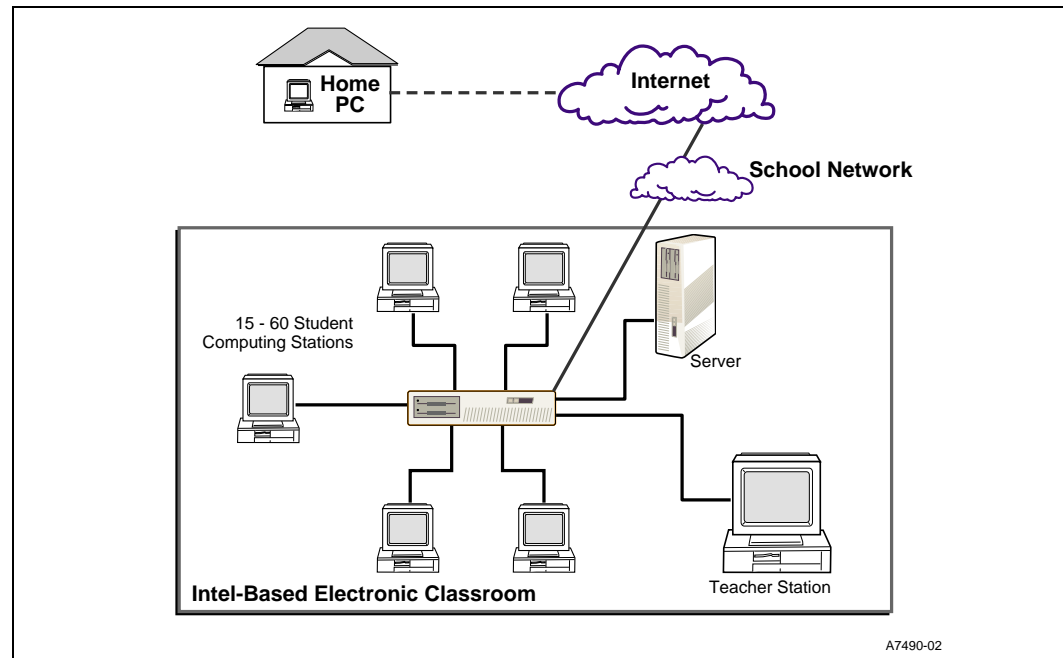 Home
PC
Internet
School Network
15 - 60 Student
Computing Stations
Server
Teacher Station
Intel-Based Electronic Classroom
A7490-02